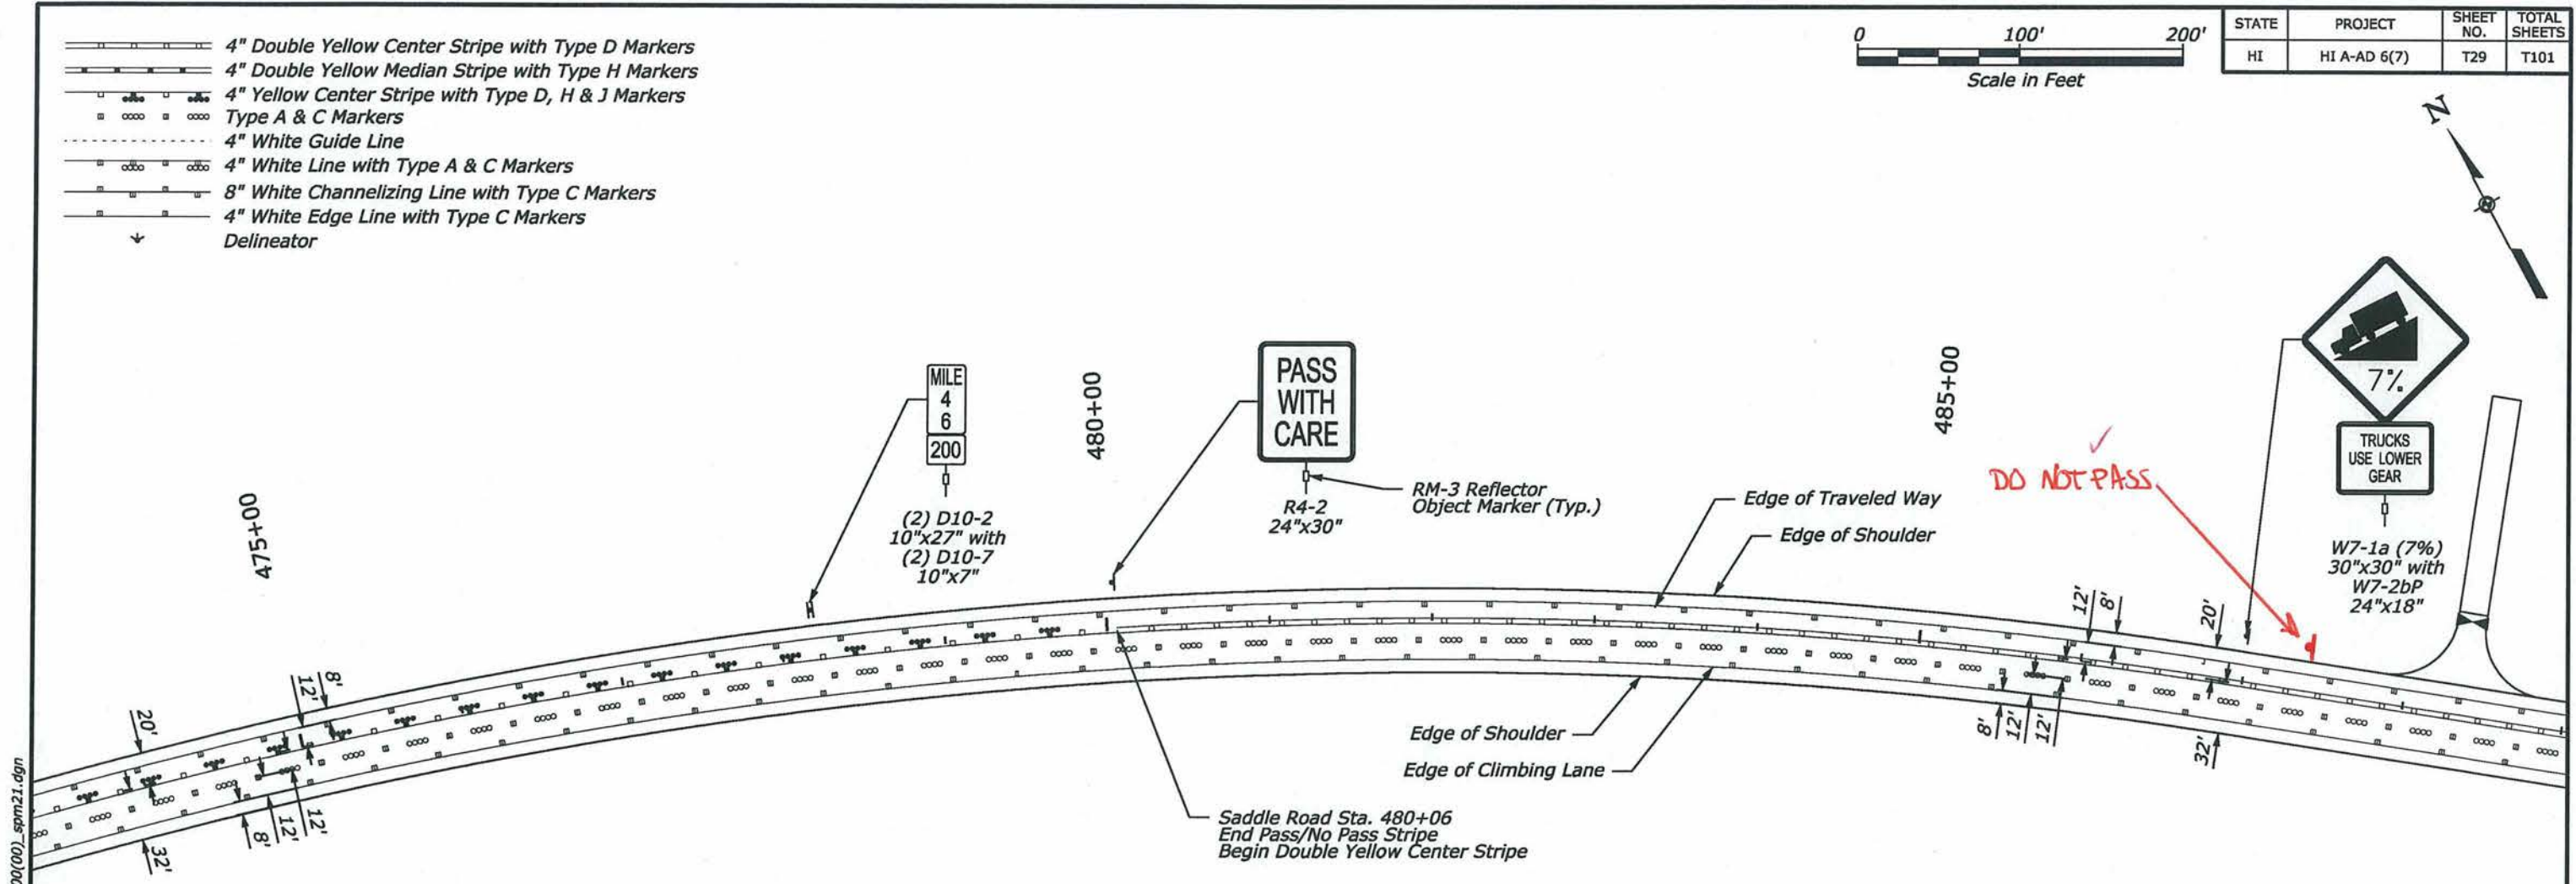 4" Double Yellow Center Stripe with Type D Markers
4" Double Yellow Median Stripe with Type H Markers
4" Yellow Center Stripe with Type D, H & J Markers
Type A & C Markers
4" White Guide Line
4" White Line with Type A & C Markers
8" White Channelizing Line with Type C Markers
4" White Edge Line with Type C Markers
Delineator
0 100' 200'
Scale in Feet
STATE PROJECT SHEET NO. TOTAL SHEETS
HI HI A-AD 6(7) T29 T101
N
MILE
4
6
200
(2) D10-2
10"x27" with
(2) D10-7
10"x7"
475+00
480+00
485+00
PASS
WITH
CARE
R4-2
24"x30"
RM-3 Reflector
Object Marker (Typ.)
Edge of Traveled Way
Edge of Shoulder
DO NOT PASS
7%
TRUCKS
USE LOWER
GEAR
W7-1a (7%)
30"x30" with
W7-2bP
24"x18"
20'
12'
8'
32'
8'
12'
12'
12'
8'
20'
8'
12'
12'
32'
Edge of Shoulder
Edge of Climbing Lane
Saddle Road Sta. 480+06
End Pass/No Pass Stripe
Begin Double Yellow Center Stripe
00(00)_spm21.dgn